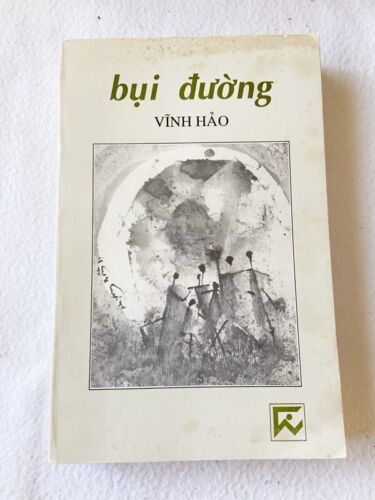 bụi đường
VĨNH HẢO